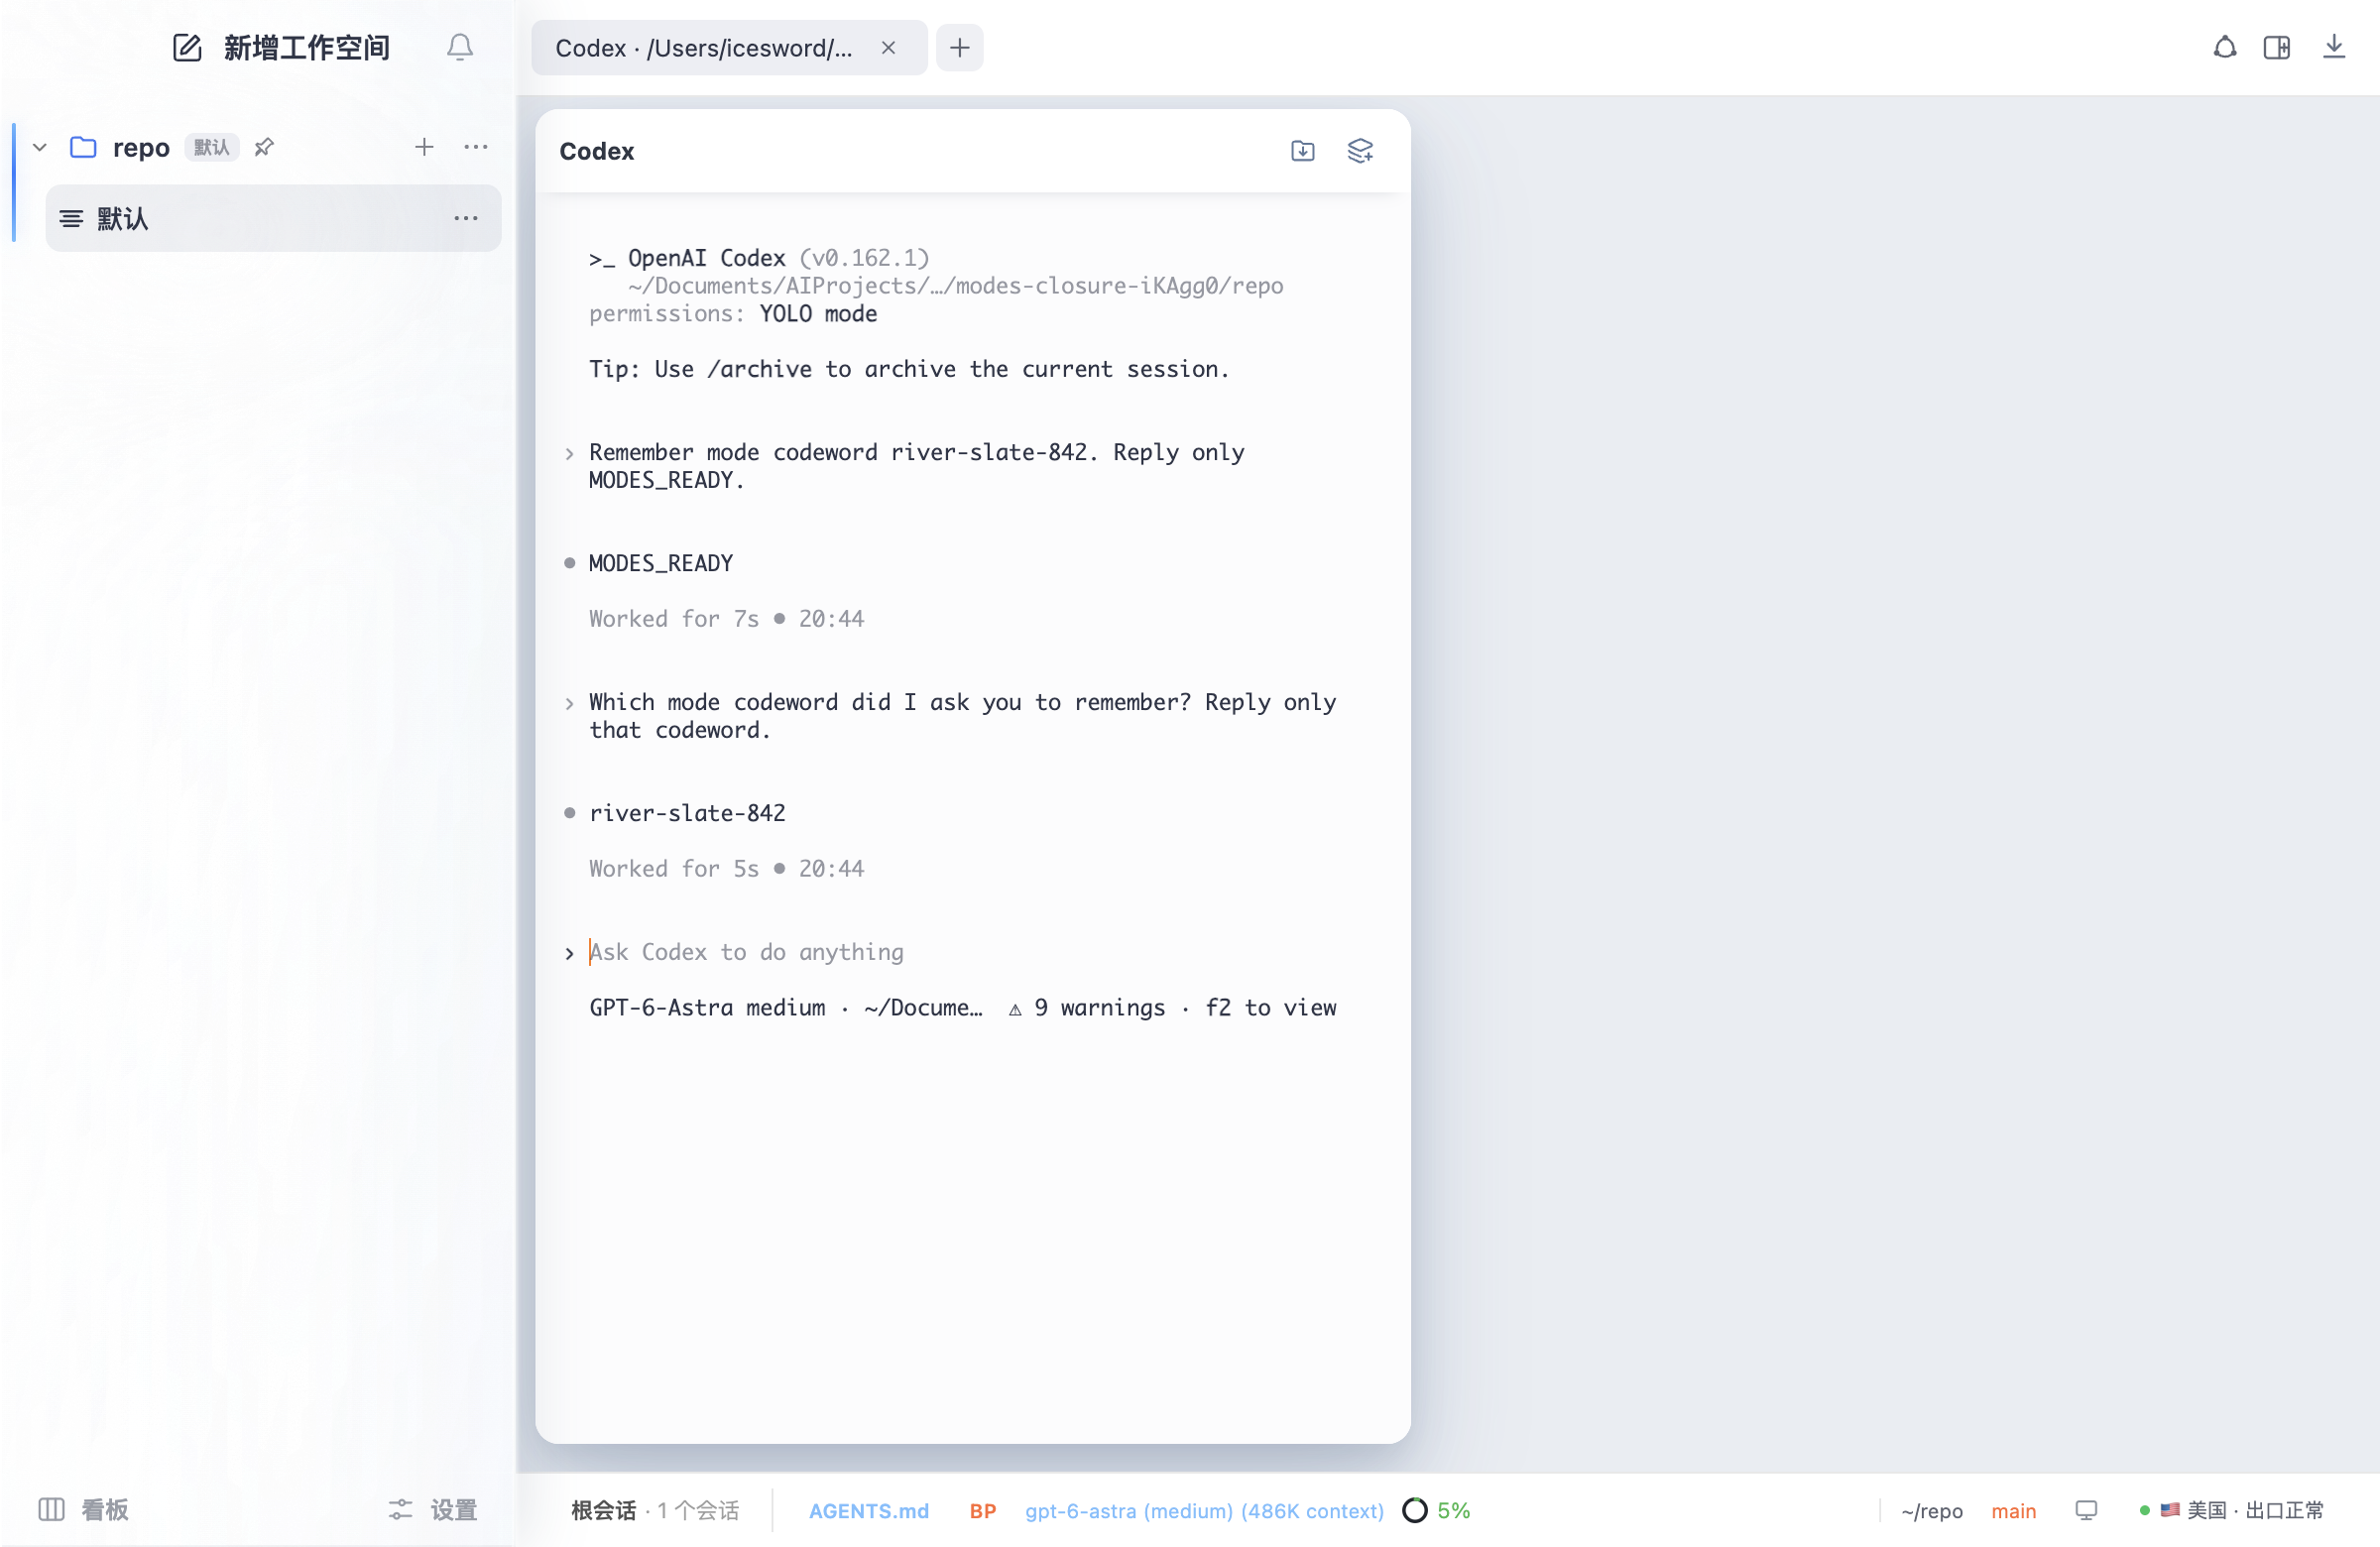 新增工作空间
Codex · /Users/icesword/...
repo 默认
默认
Codex
>_ OpenAI Codex (v0.162.1)
~/Documents/AIProjects/…/modes-closure-iKAgg0/repo
permissions: YOLO mode
Tip: Use /archive to archive the current session.
› Remember mode codeword river-slate-842. Reply only
MODES_READY.
• MODES_READY
Worked for 7s • 20:44
› Which mode codeword did I ask you to remember? Reply only
that codeword.
• river-slate-842
Worked for 5s • 20:44
› Ask Codex to do anything
GPT-6-Astra medium · ~/Docume… ⚠ 9 warnings · f2 to view
看板
设置
根会话 · 1 个会话
AGENTS.md
BP
gpt-6-astra (medium) (486K context)
5%
~/repo
main
美国 · 出口正常